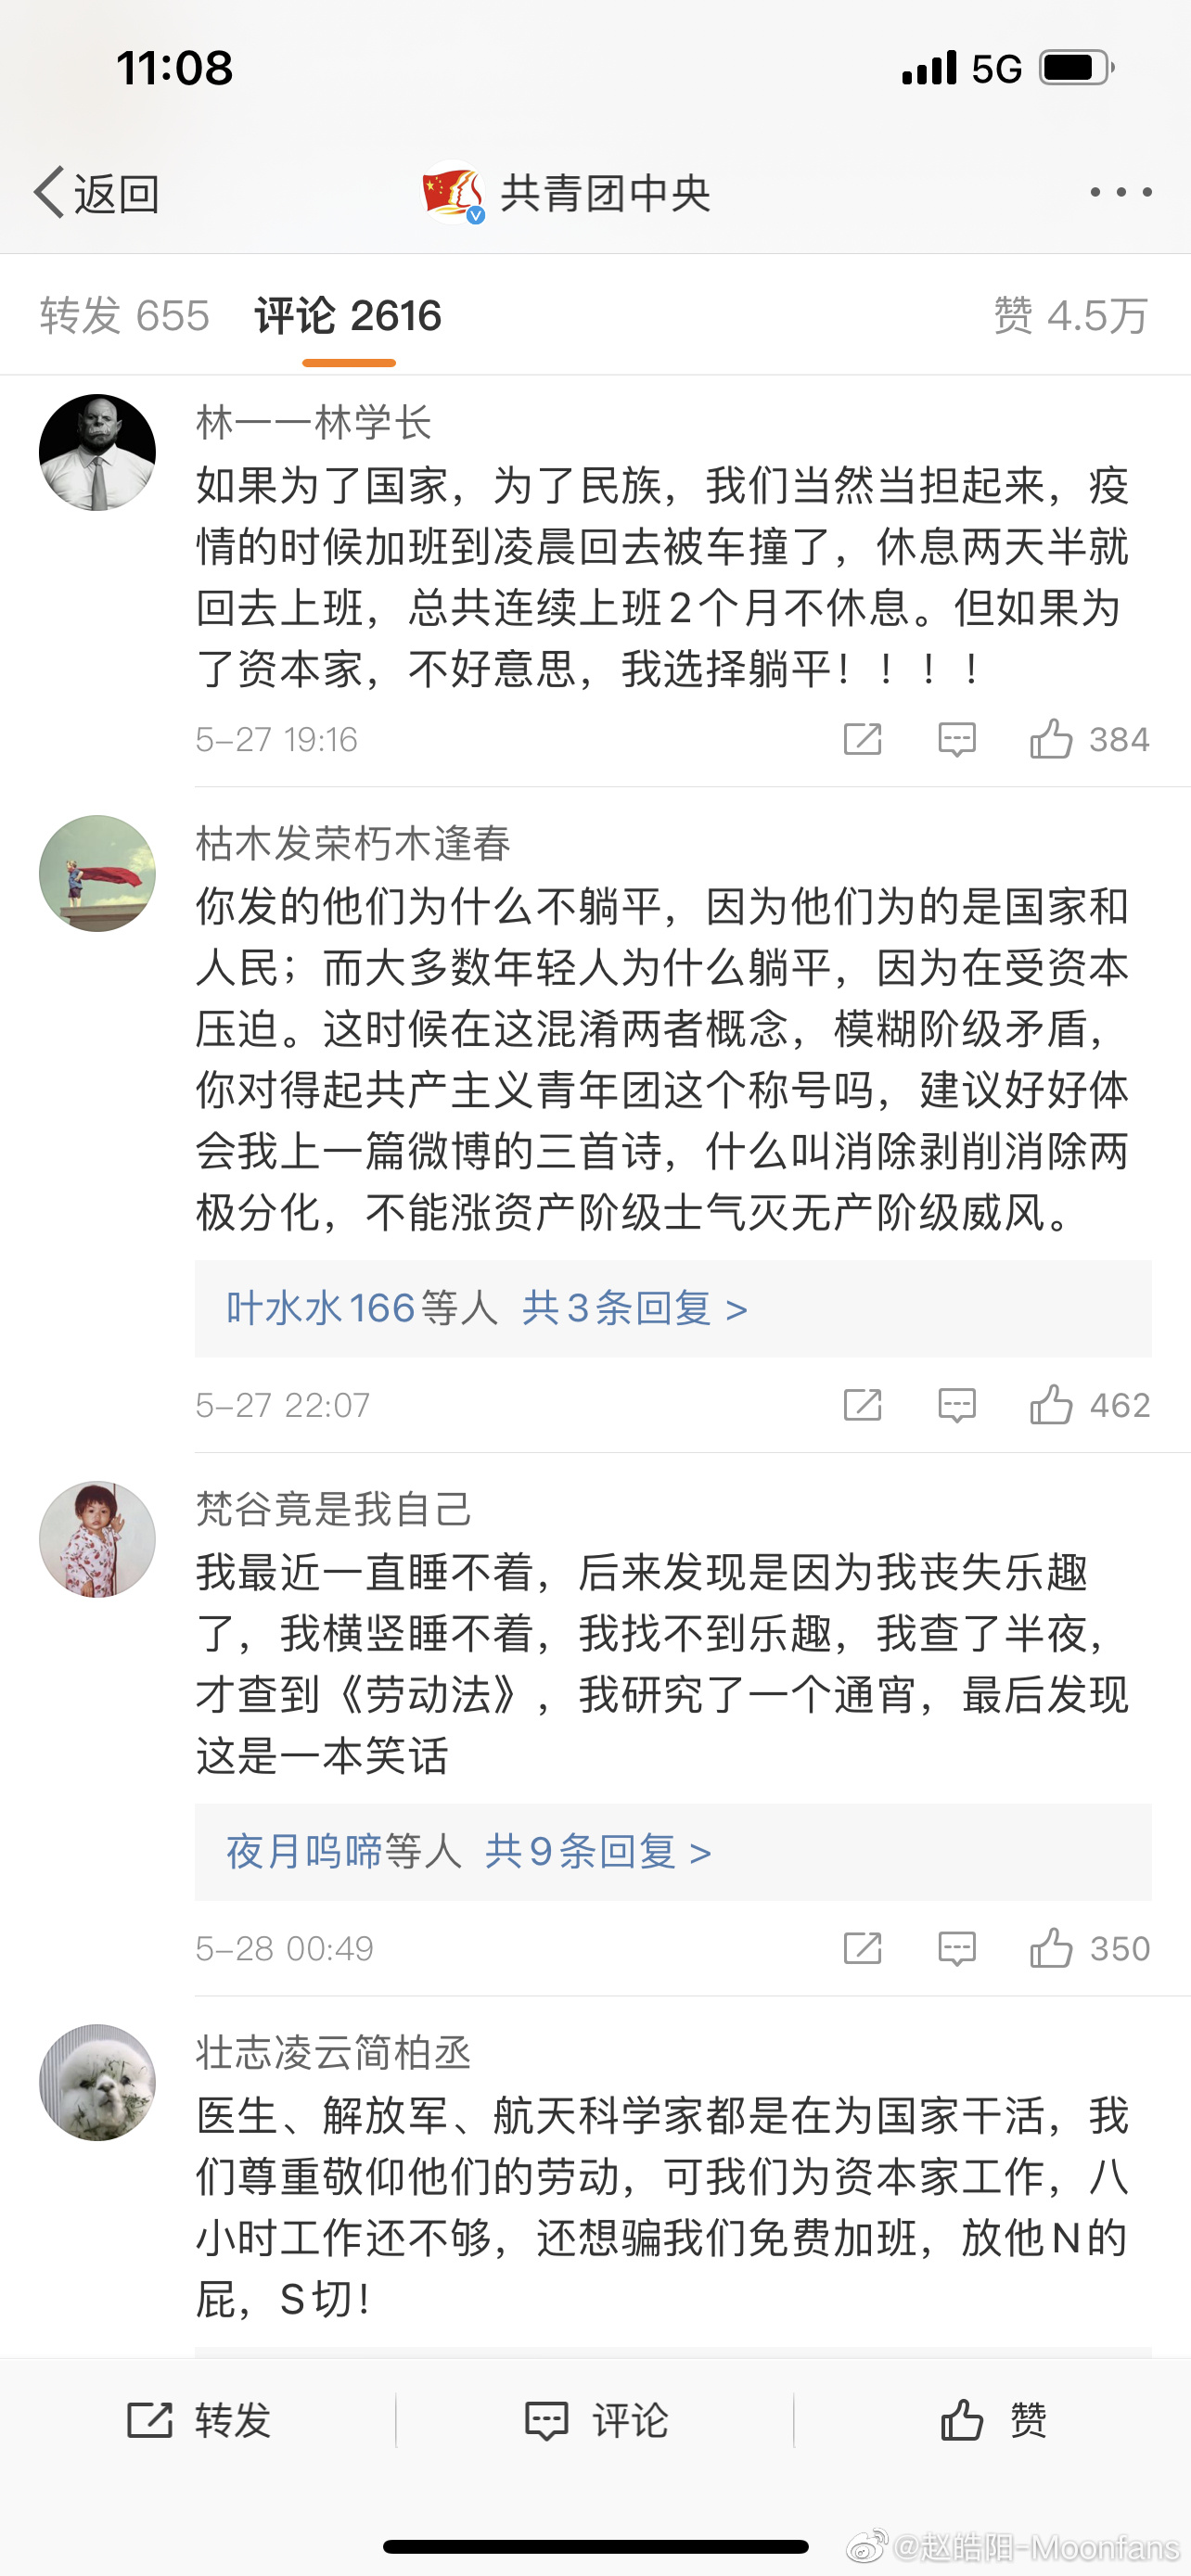 11:08
5G
返回
共青团中央
转发 655 评论 2616 赞 4.5万
林一一林学长
如果为了国家，为了民族，我们当然当担起来，疫
情的时候加班到凌晨回去被车撞了，休息两天半就
回去上班，总共连续上班2个月不休息。但如果为
了资本家，不好意思，我选择躺平！！！！
5-27 19:16 384
枯木发荣朽木逢春
你发的他们为什么不躺平，因为他们为的是国家和
人民；而大多数年轻人为什么躺平，因为在受资本
压迫。这时候在这混淆两者概念，模糊阶级矛盾，
你对得起共产主义青年团这个称号吗，建议好好体
会我上一篇微博的三首诗，什么叫消除剥削消除两
极分化，不能涨资产阶级士气灭无产阶级威风。
叶水水166等人 共3条回复 >
5-27 22:07 462
梵谷竟是我自己
我最近一直睡不着，后来发现是因为我丧失乐趣
了，我横竖睡不着，我找不到乐趣，我查了半夜，
才查到《劳动法》，我研究了一个通宵，最后发现
这是一本笑话
夜月呜啼等人 共9条回复 >
5-28 00:49 350
壮志凌云简柏丞
医生、解放军、航天科学家都是在为国家干活，我
们尊重敬仰他们的劳动，可我们为资本家工作，八
小时工作还不够，还想骗我们免费加班，放他N的
屁，S切！
转发 评论 赞
@赵皓阳-Moonfans